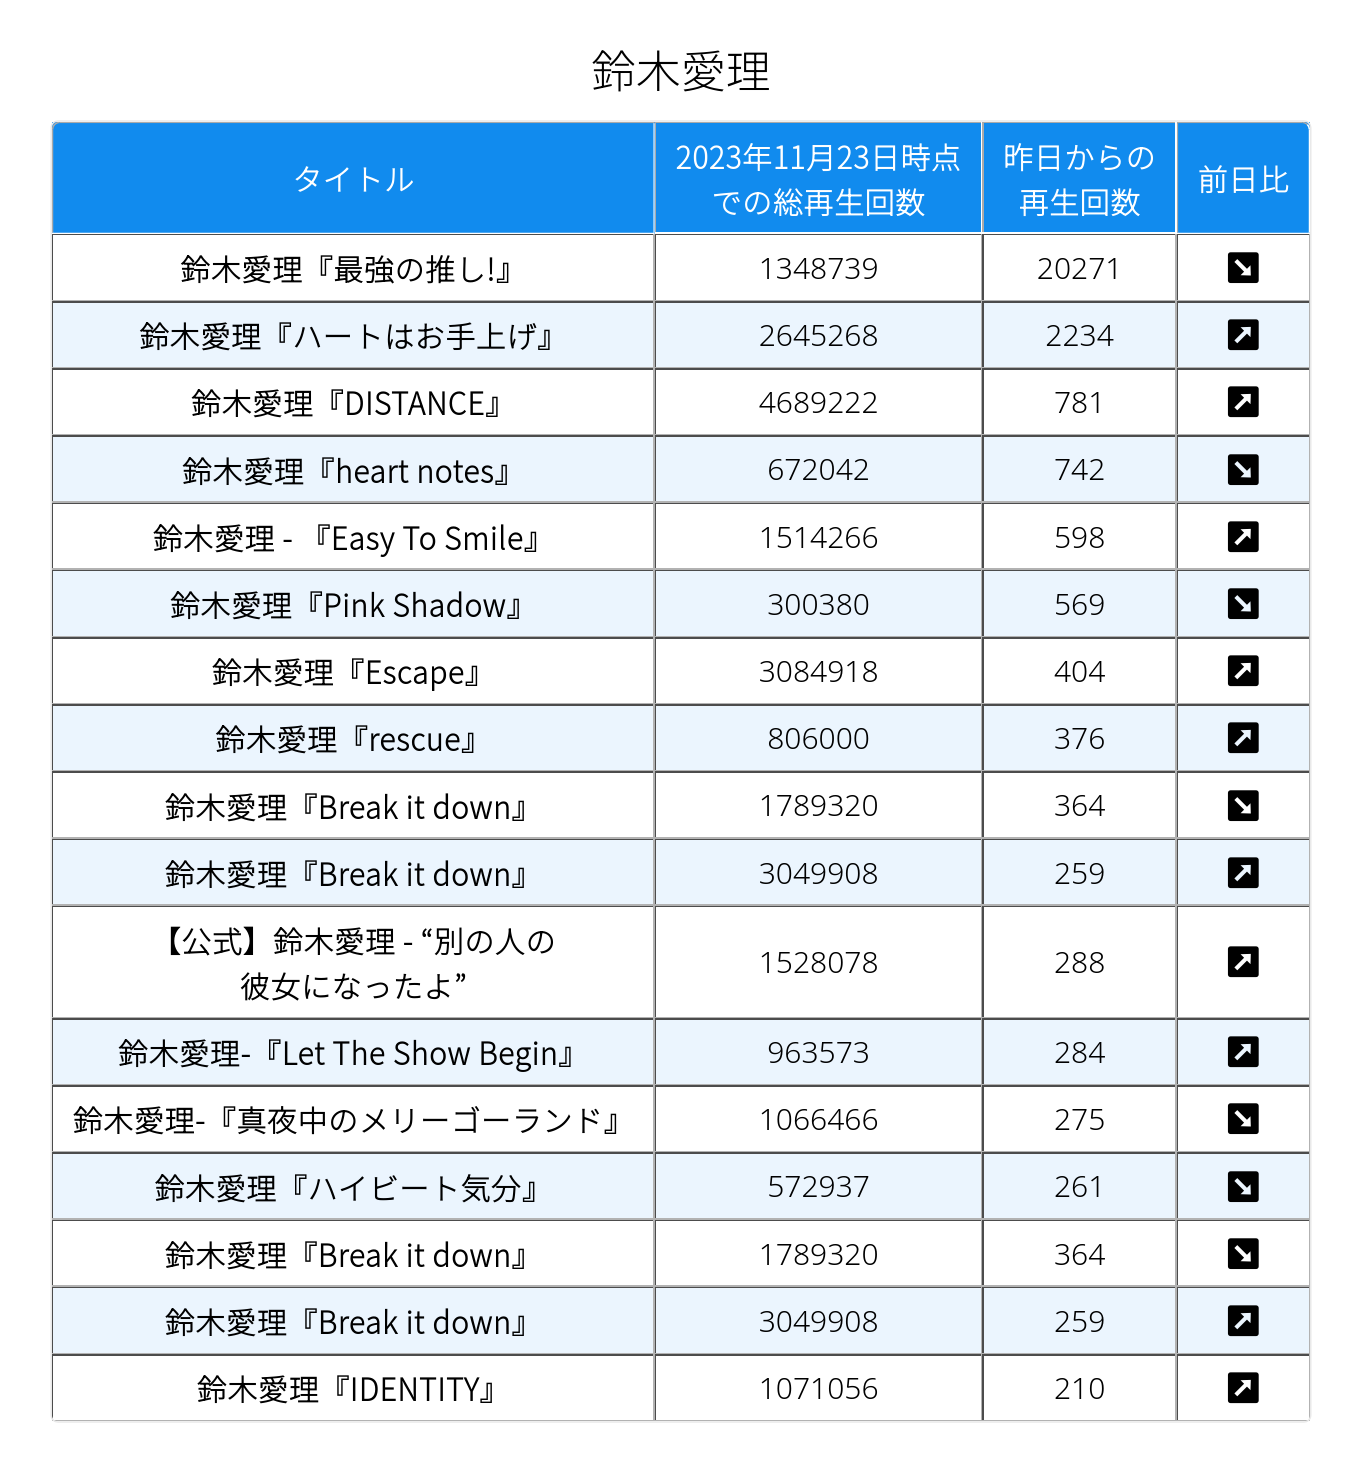 鈴木愛理
タイトル
2023年11月23日時点
での総再生回数
昨日からの
再生回数
前日比
鈴木愛理『最強の推し!』 1348739 20271 ↘
鈴木愛理『ハートはお手上げ』 2645268 2234 ↗
鈴木愛理『DISTANCE』 4689222 781 ↗
鈴木愛理『heart notes』 672042 742 ↘
鈴木愛理 - 『Easy To Smile』 1514266 598 ↗
鈴木愛理『Pink Shadow』 300380 569 ↘
鈴木愛理『Escape』 3084918 404 ↗
鈴木愛理『rescue』 806000 376 ↗
鈴木愛理『Break it down』 1789320 364 ↘
鈴木愛理『Break it down』 3049908 259 ↗
【公式】鈴木愛理 - “別の人の
彼女になったよ” 1528078 288 ↗
鈴木愛理-『Let The Show Begin』 963573 284 ↗
鈴木愛理-『真夜中のメリーゴーランド』 1066466 275 ↘
鈴木愛理『ハイビート気分』 572937 261 ↘
鈴木愛理『Break it down』 1789320 364 ↘
鈴木愛理『Break it down』 3049908 259 ↗
鈴木愛理『IDENTITY』 1071056 210 ↗